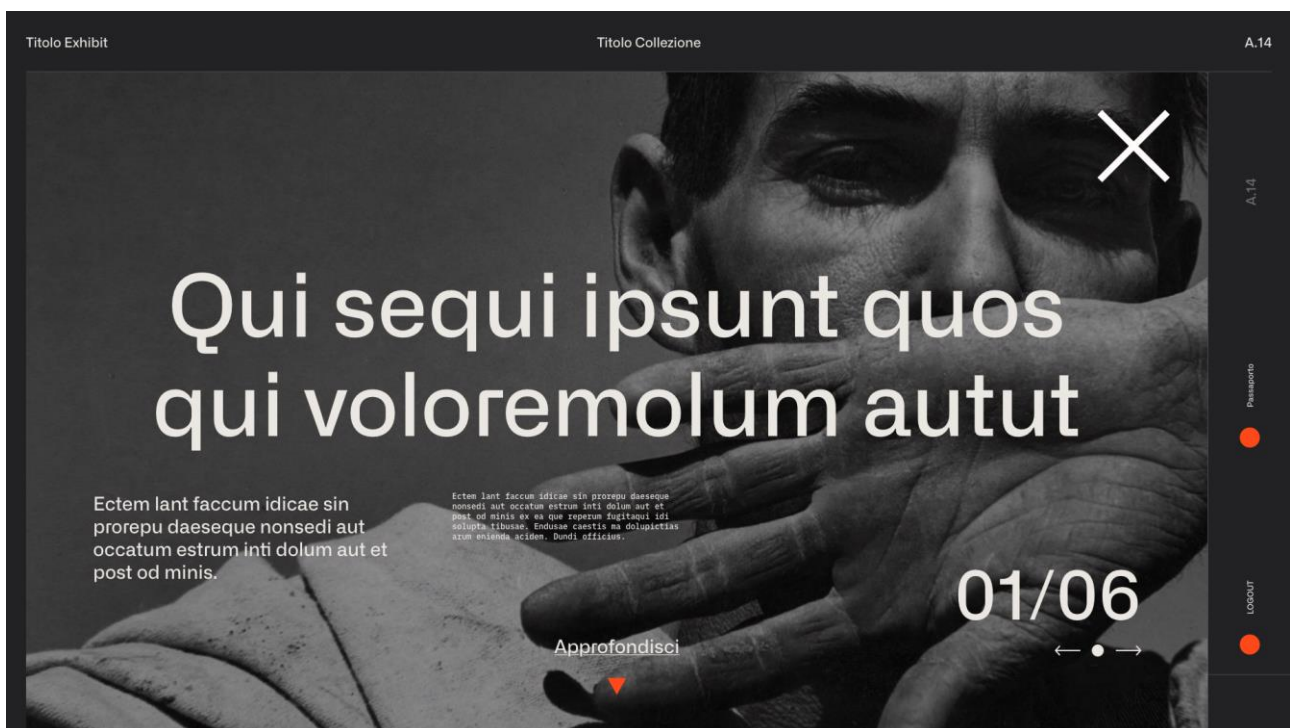 Titolo Exhibit
Titolo Collezione
A.14
A.14
Qui sequi ipsunt quos
qui voloremolum autut
Passaporto
Ectem lant faccum idicae sin
prorepu daeseque nonsedi aut
occatum estrum inti dolum aut et
post od minis.
Ectem lant faccum idicae sin prorepu daeseque
nonsedi aut occatum estrum inti dolum aut et
post od minis ex ea que reperum fugitaqui idi
solupta tibusae. Endusae caestis ma dolupictias
arum enienda acidem. Dundi officius.
01/06
LOGOUT
Approfondisci